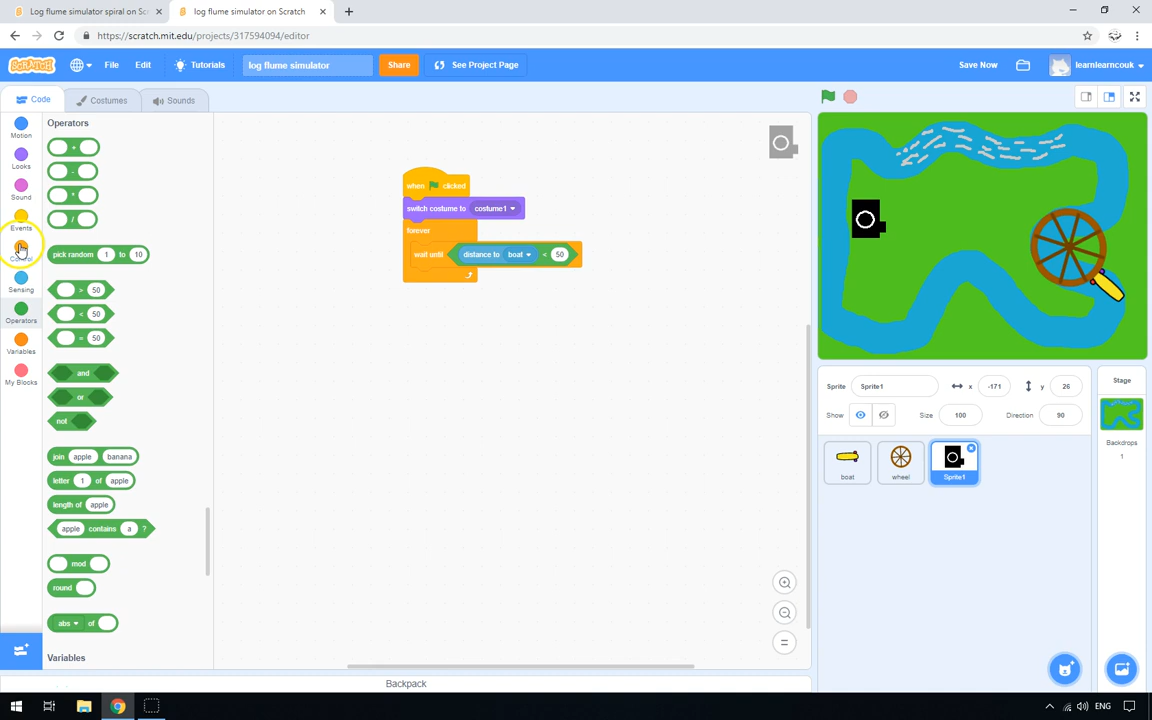 Log flume simulator spiral on Scr
log flume simulator on Scratch
https://scratch.mit.edu/projects/317594094/editor
SCRATCH
File
Edit
Tutorials
log flume simulator
Share
See Project Page
Save Now
learnlearncouk
Code
Costumes
Sounds
Motion
Looks
Sound
Events
Control
Sensing
Operators
Variables
My Blocks
Operators
+
-
*
/
pick random 1 to 10
> 50
< 50
= 50
and
or
not
join apple banana
letter 1 of apple
length of apple
apple contains a ?
mod
round
abs of
Variables
when clicked
switch costume to costume1
forever
wait until distance to boat < 50
Backpack
Sprite Sprite1 x -171 y 26
Show Size 100 Direction 90
boat
wheel
Sprite1
Stage
Backdrops
1
ENG